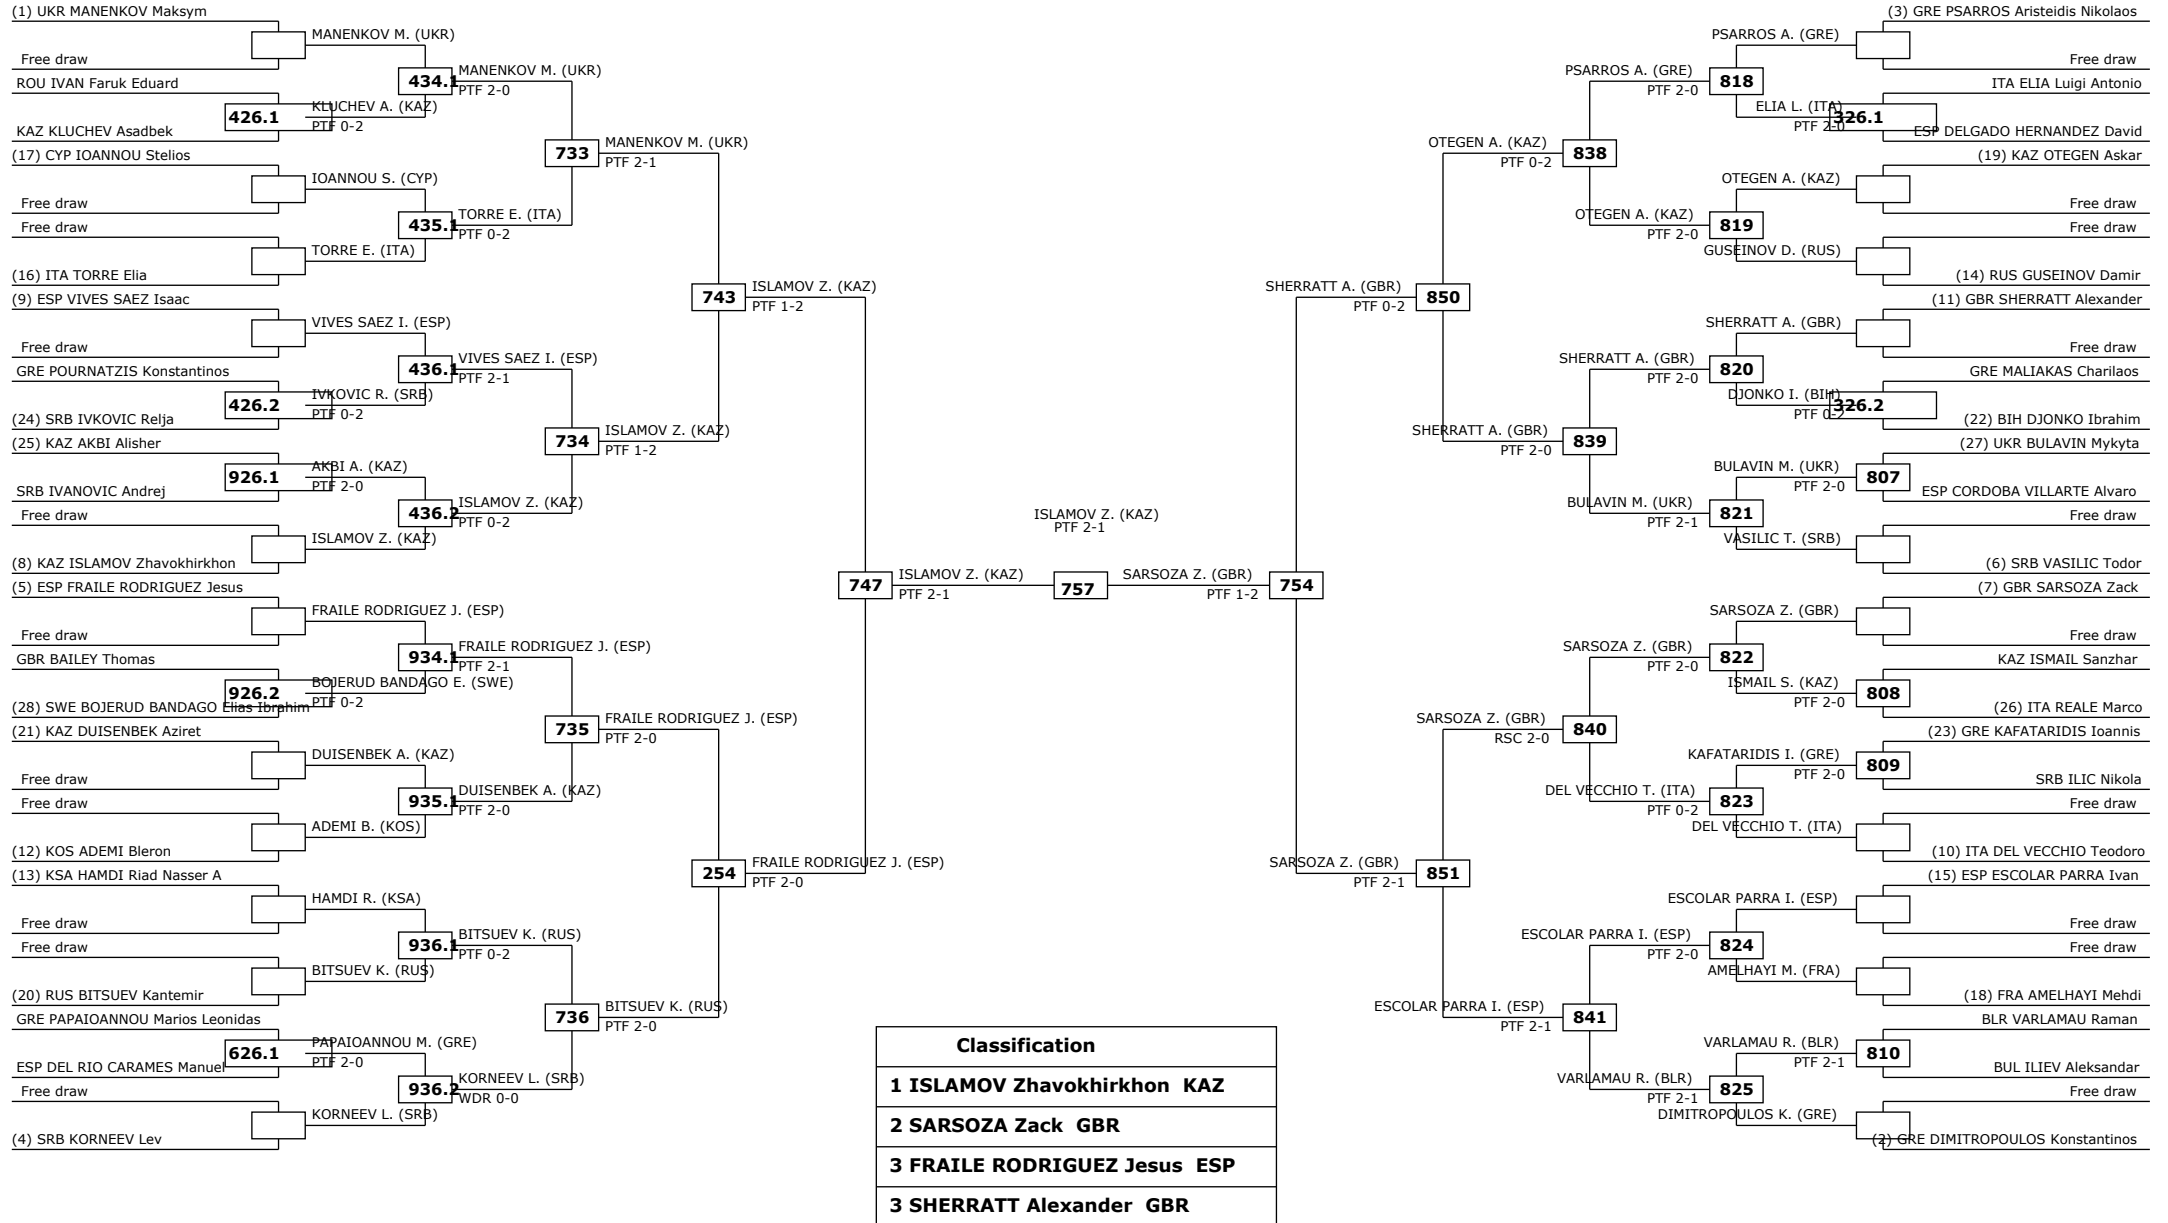 (1) UKR MANENKOV Maksym
MANENKOV M. (UKR)
Free draw
ROU IVAN Faruk Eduard
434.1
MANENKOV M. (UKR)
PTF 2-0
426.1
KLUCHEV A. (KAZ)
PTF 0-2
KAZ KLUCHEV Asadbek
(17) CYP IOANNOU Stelios
733
MANENKOV M. (UKR)
PTF 2-1
IOANNOU S. (CYP)
Free draw
Free draw
435.1
TORRE E. (ITA)
PTF 0-2
TORRE E. (ITA)
(16) ITA TORRE Elia
(9) ESP VIVES SAEZ Isaac
743
ISLAMOV Z. (KAZ)
PTF 1-2
VIVES SAEZ I. (ESP)
Free draw
GRE POURNATZIS Konstantinos
436.1
VIVES SAEZ I. (ESP)
PTF 2-1
426.2
IVKOVIC R. (SRB)
PTF 0-2
(24) SRB IVKOVIC Relja
(25) KAZ AKBI Alisher
734
ISLAMOV Z. (KAZ)
PTF 1-2
926.1
AKBI A. (KAZ)
PTF 2-0
SRB IVANOVIC Andrej
Free draw
436.2
ISLAMOV Z. (KAZ)
PTF 0-2
ISLAMOV Z. (KAZ)
(8) KAZ ISLAMOV Zhavokhirkhon
(5) ESP FRAILE RODRIGUEZ Jesus
747
ISLAMOV Z. (KAZ)
PTF 2-1
FRAILE RODRIGUEZ J. (ESP)
Free draw
GBR BAILEY Thomas
934.1
FRAILE RODRIGUEZ J. (ESP)
PTF 2-1
926.2
BOJERUD BANDAGO E. (SWE)
PTF 0-2
(28) SWE BOJERUD BANDAGO Elias Ibrahim
(21) KAZ DUISENBEK Aziret
735
FRAILE RODRIGUEZ J. (ESP)
PTF 2-0
DUISENBEK A. (KAZ)
Free draw
Free draw
935.1
DUISENBEK A. (KAZ)
PTF 2-0
ADEMI B. (KOS)
(12) KOS ADEMI Bleron
(13) KSA HAMDI Riad Nasser A
254
FRAILE RODRIGUEZ J. (ESP)
PTF 2-0
HAMDI R. (KSA)
Free draw
Free draw
936.1
BITSUEV K. (RUS)
PTF 0-2
BITSUEV K. (RUS)
(20) RUS BITSUEV Kantemir
GRE PAPAIOANNOU Marios Leonidas
736
BITSUEV K. (RUS)
PTF 2-0
626.1
PAPAIOANNOU M. (GRE)
PTF 2-0
ESP DEL RIO CARAMES Manuel
Free draw
936.2
KORNEEV L. (SRB)
WDR 0-0
KORNEEV L. (SRB)
(4) SRB KORNEEV Lev
ISLAMOV Z. (KAZ)
PTF 2-1
757
(3) GRE PSARROS Aristeidis Nikolaos
PSARROS A. (GRE)
Free draw
PSARROS A. (GRE)
PTF 2-0
818
ITA ELIA Luigi Antonio
ELIA L. (ITA)
PTF 2-0
326.1
ESP DELGADO HERNANDEZ David
OTEGEN A. (KAZ)
PTF 0-2
838
(19) KAZ OTEGEN Askar
OTEGEN A. (KAZ)
Free draw
OTEGEN A. (KAZ)
PTF 2-0
819
Free draw
GUSEINOV D. (RUS)
(14) RUS GUSEINOV Damir
SHERRATT A. (GBR)
PTF 0-2
850
(11) GBR SHERRATT Alexander
SHERRATT A. (GBR)
Free draw
SHERRATT A. (GBR)
PTF 2-0
820
GRE MALIAKAS Charilaos
DJONKO I. (BIH)
PTF 0-2
326.2
(22) BIH DJONKO Ibrahim
SHERRATT A. (GBR)
PTF 2-0
839
(27) UKR BULAVIN Mykyta
BULAVIN M. (UKR)
PTF 2-0
807
ESP CORDOBA VILLARTE Alvaro
BULAVIN M. (UKR)
PTF 2-1
821
Free draw
VASILIC T. (SRB)
(6) SRB VASILIC Todor
SARSOZA Z. (GBR)
PTF 1-2
754
(7) GBR SARSOZA Zack
SARSOZA Z. (GBR)
Free draw
SARSOZA Z. (GBR)
PTF 2-0
822
KAZ ISMAIL Sanzhar
ISMAIL S. (KAZ)
PTF 2-0
808
(26) ITA REALE Marco
SARSOZA Z. (GBR)
RSC 2-0
840
(23) GRE KAFATARIDIS Ioannis
KAFATARIDIS I. (GRE)
PTF 2-0
809
SRB ILIC Nikola
DEL VECCHIO T. (ITA)
PTF 0-2
823
Free draw
DEL VECCHIO T. (ITA)
(10) ITA DEL VECCHIO Teodoro
SARSOZA Z. (GBR)
PTF 2-1
851
(15) ESP ESCOLAR PARRA Ivan
ESCOLAR PARRA I. (ESP)
Free draw
ESCOLAR PARRA I. (ESP)
PTF 2-0
824
Free draw
AMELHAYI M. (FRA)
(18) FRA AMELHAYI Mehdi
ESCOLAR PARRA I. (ESP)
PTF 2-1
841
BLR VARLAMAU Raman
VARLAMAU R. (BLR)
PTF 2-1
810
BUL ILIEV Aleksandar
VARLAMAU R. (BLR)
PTF 2-1
825
Free draw
DIMITROPOULOS K. (GRE)
(2) GRE DIMITROPOULOS Konstantinos
Classification
1 ISLAMOV Zhavokhirkhon KAZ
2 SARSOZA Zack GBR
3 FRAILE RODRIGUEZ Jesus ESP
3 SHERRATT Alexander GBR